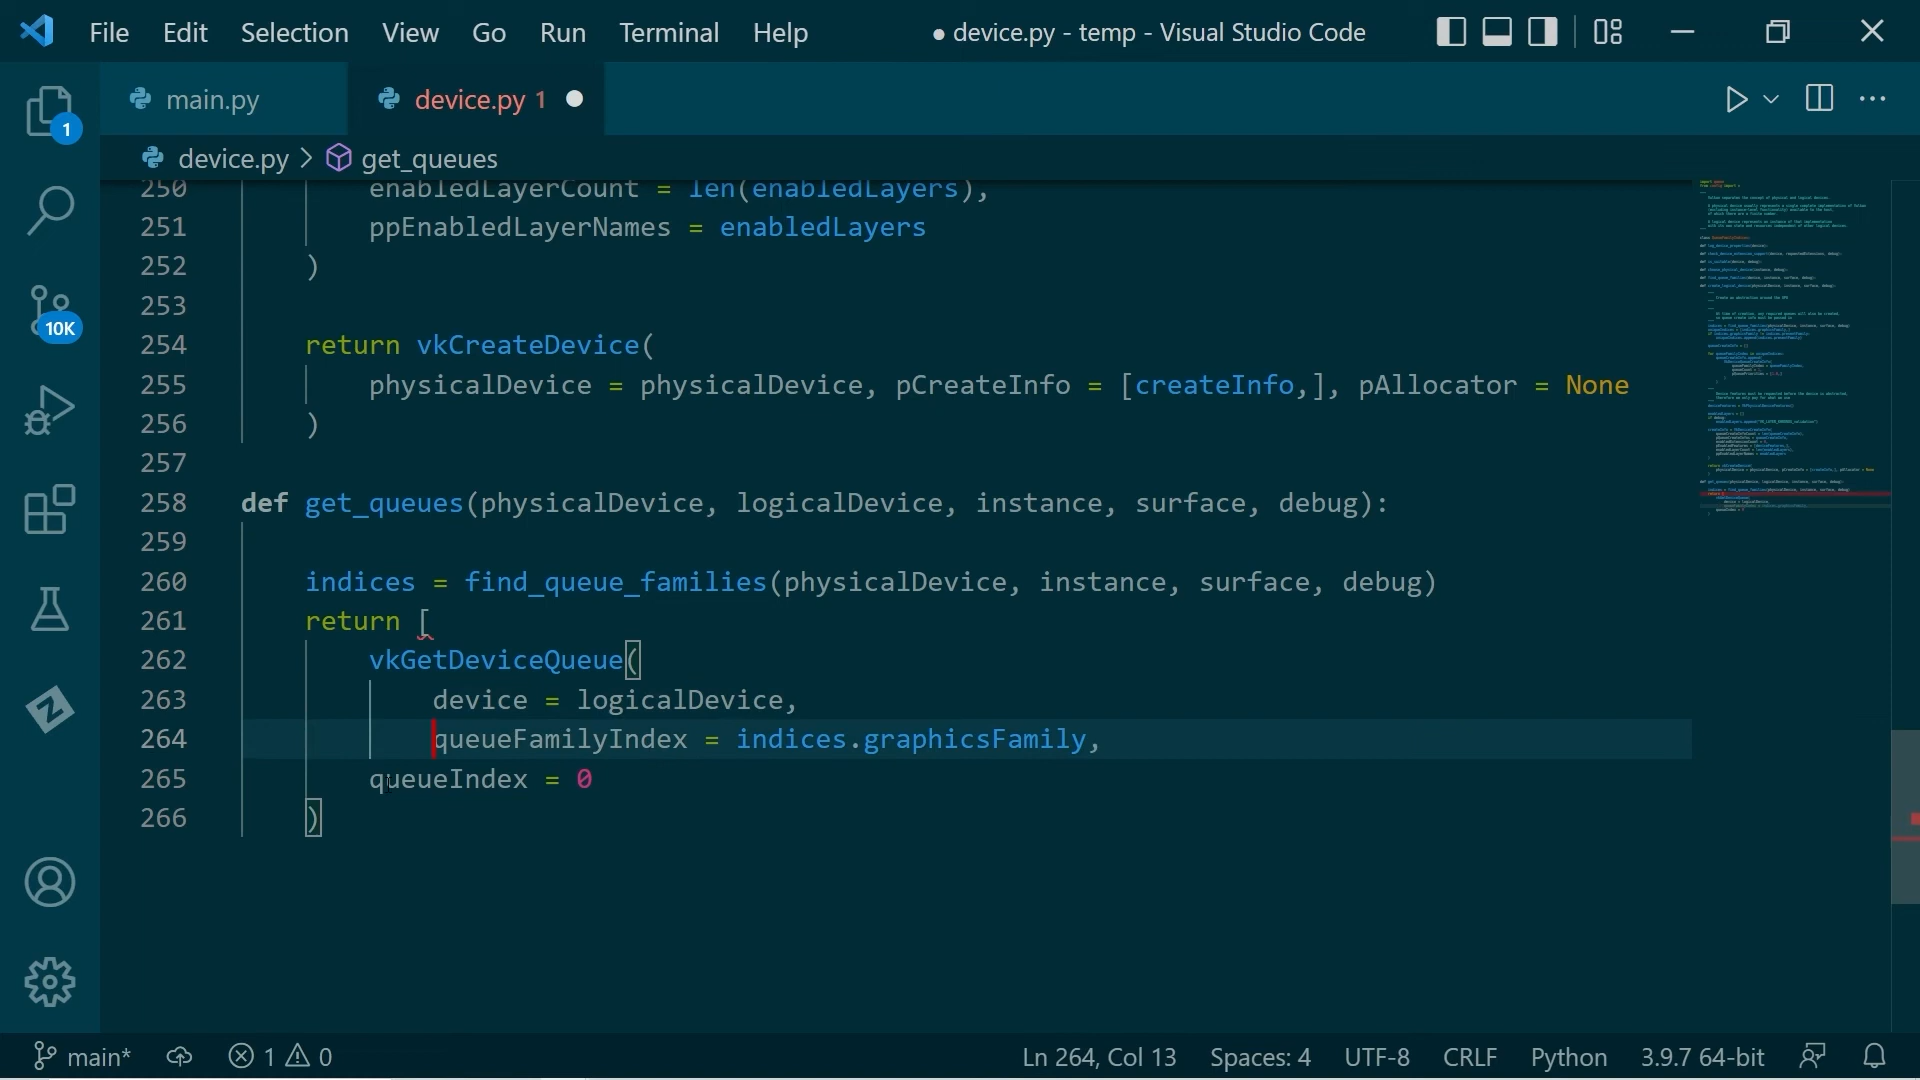 File Edit Selection View Go Run Terminal Help ● device.py - temp - Visual Studio Code
main.py device.py 1
1
device.py > get_queues
250 enabledLayerCount = len(enabledLayers),
251 ppEnabledLayerNames = enabledLayers
252 )
253
10K
254 return vkCreateDevice(
255 physicalDevice = physicalDevice, pCreateInfo = [createInfo,], pAllocator = None
256 )
257
258 def get_queues(physicalDevice, logicalDevice, instance, surface, debug):
259
260 indices = find_queue_families(physicalDevice, instance, surface, debug)
261 return [
262 vkGetDeviceQueue(
263 device = logicalDevice,
264 queueFamilyIndex = indices.graphicsFamily,
265 queueIndex = 0
266 )
main* 1 0 Ln 264, Col 13 Spaces: 4 UTF-8 CRLF Python 3.9.7 64-bit